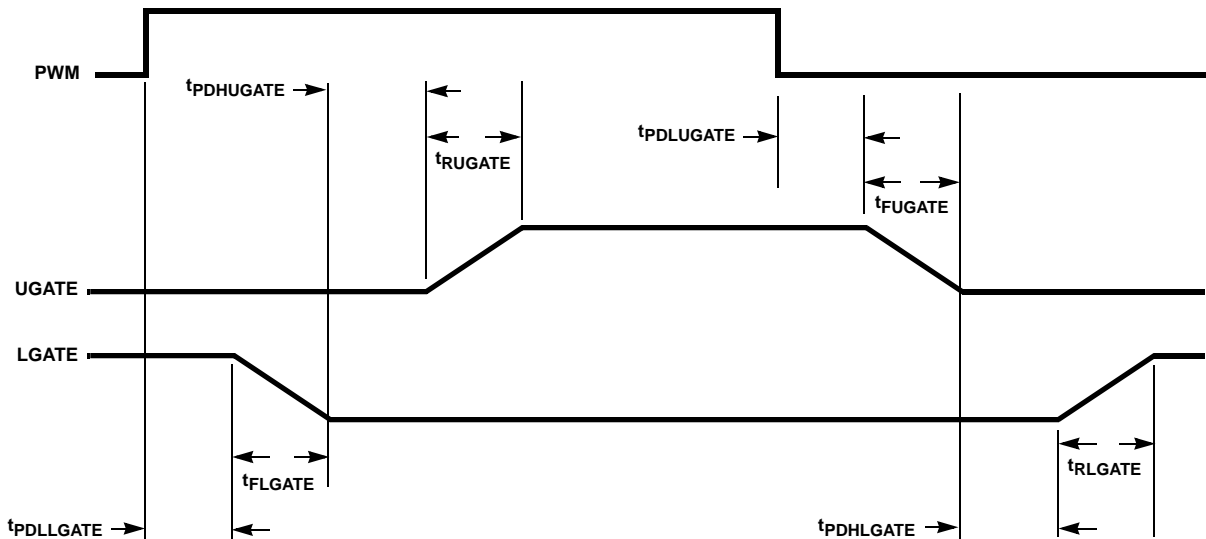 PWM
tPDHUGATE
tRUGATE
tPDLUGATE
tFUGATE
UGATE
LGATE
tFLGATE
tRLGATE
tPDLLGATE
tPDHLGATE